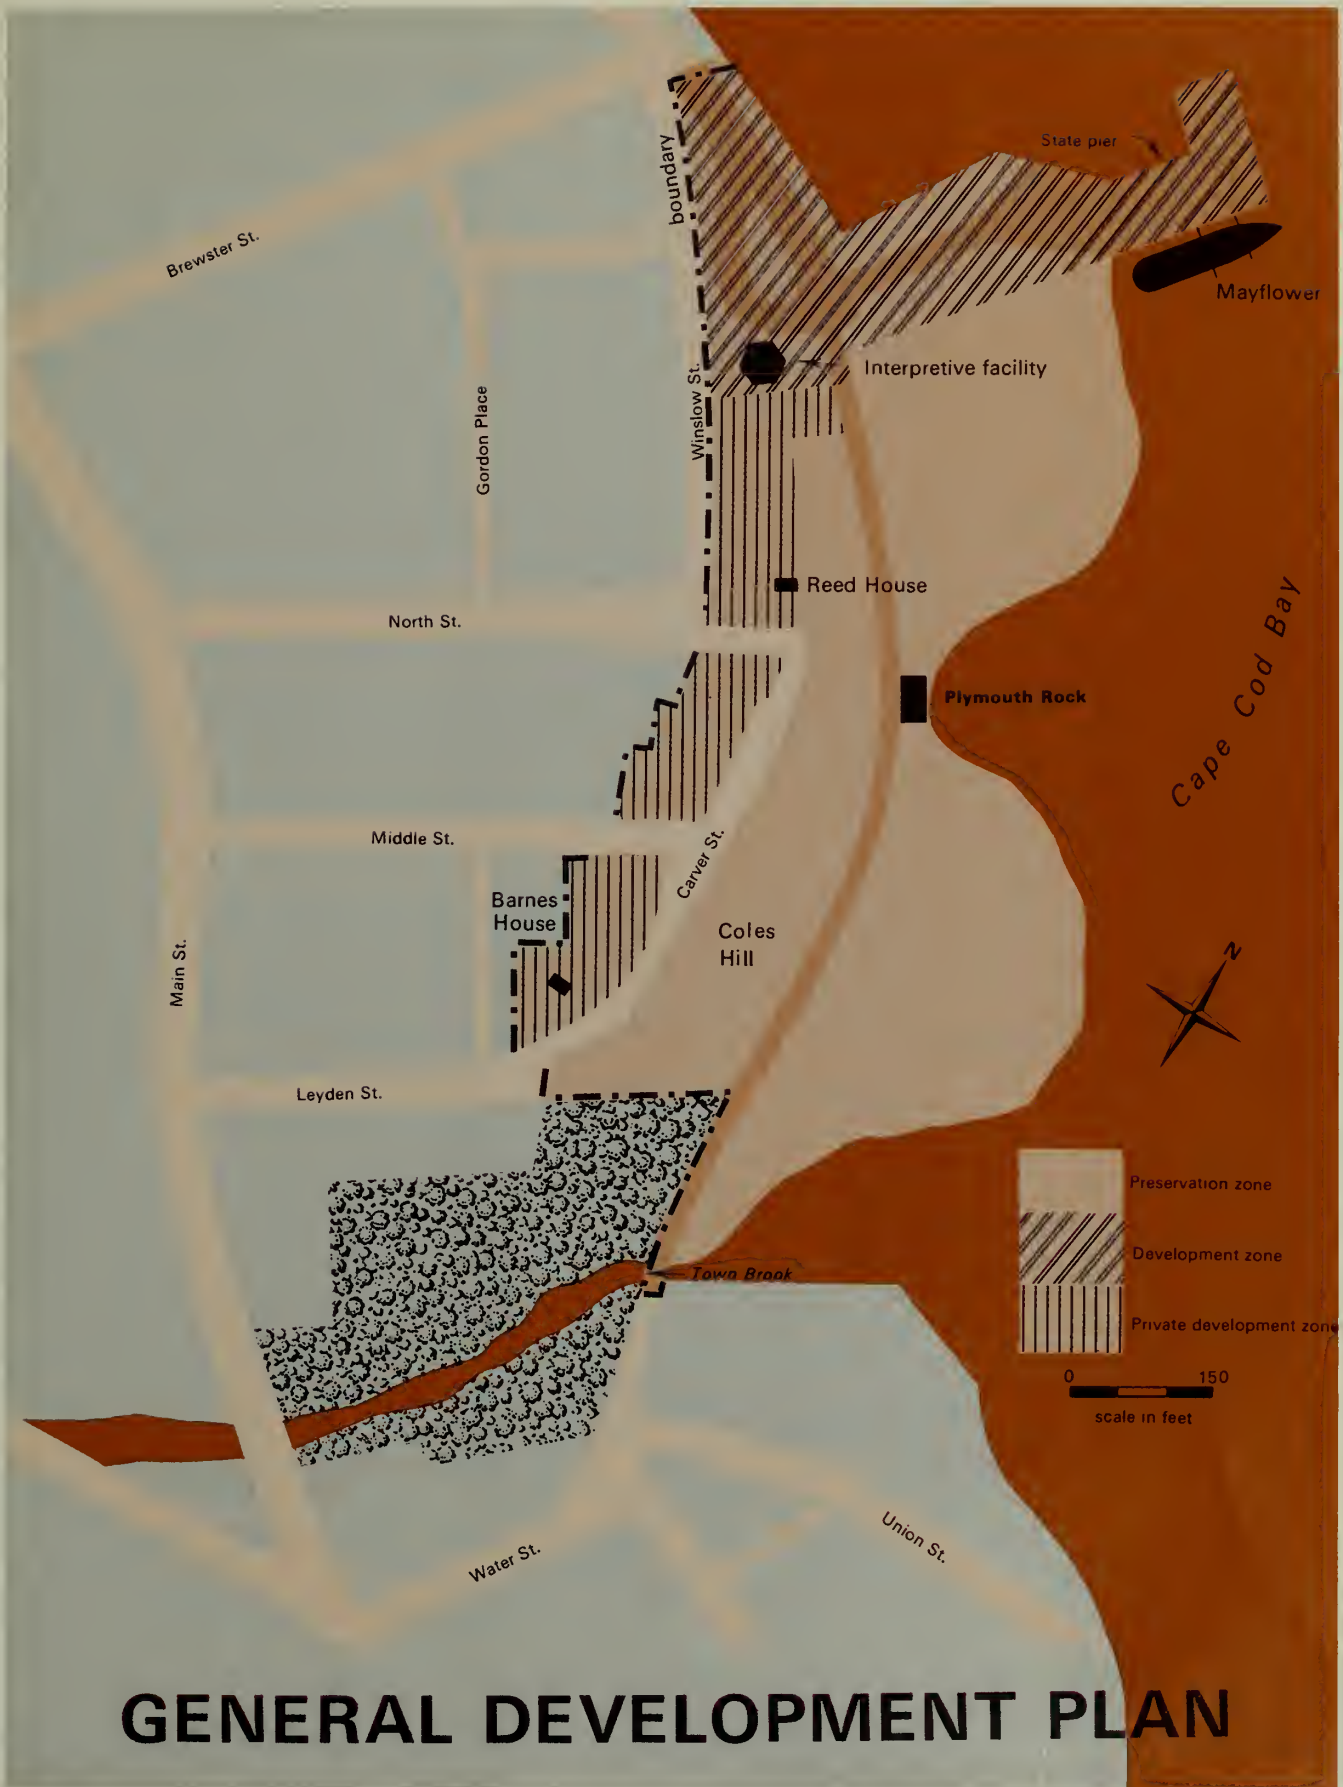 State pier
boundary
Brewster St.
Mayflower
Interpretive facility
Winslow St.
Gordon Place
Reed House
North St.
Plymouth Rock
Cape Cod Bay
Middle St.
Carver St.
Barnes
House
Coles
Hill
Main St.
N
Leyden St.
Preservation zone
Development zone
Town Brook
Private development zone
0 150
scale in feet
Union St.
Water St.
GENERAL DEVELOPMENT PLAN